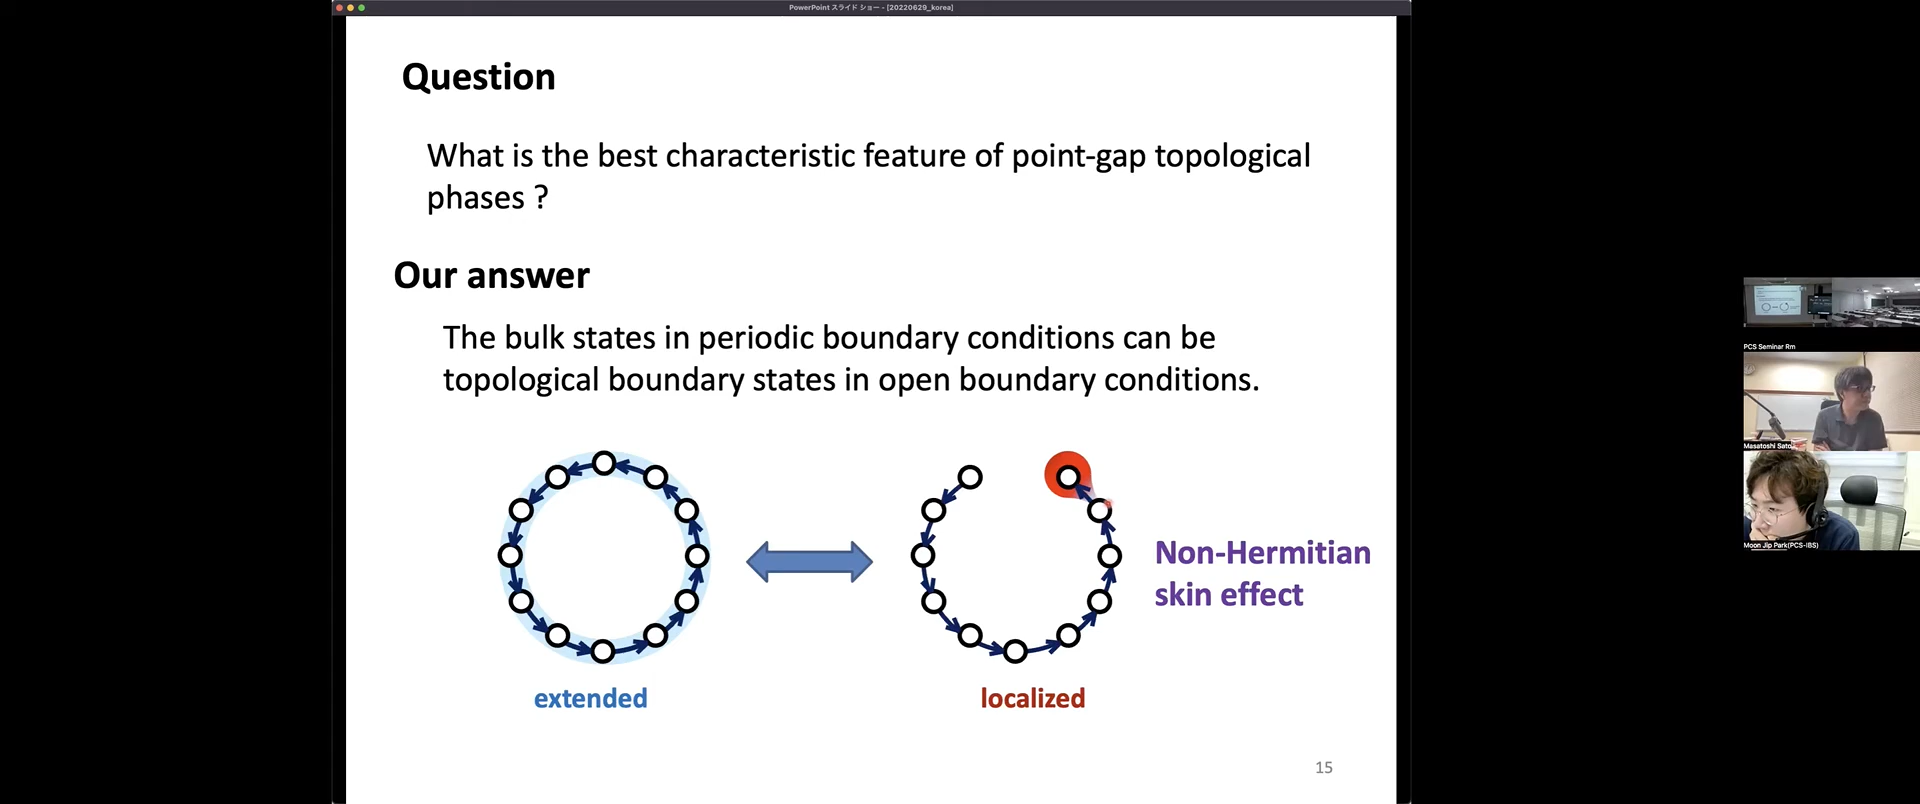 PowerPoint スライド ショー - [20220629_korea]
Question
What is the best characteristic feature of point-gap topological
phases ?
Our answer
The bulk states in periodic boundary conditions can be
topological boundary states in open boundary conditions.
Non-Hermitian
skin effect
extended
localized
15
PCS Seminar Rm
Masatoshi Sato
Moon Jip Park(PCS-IBS)